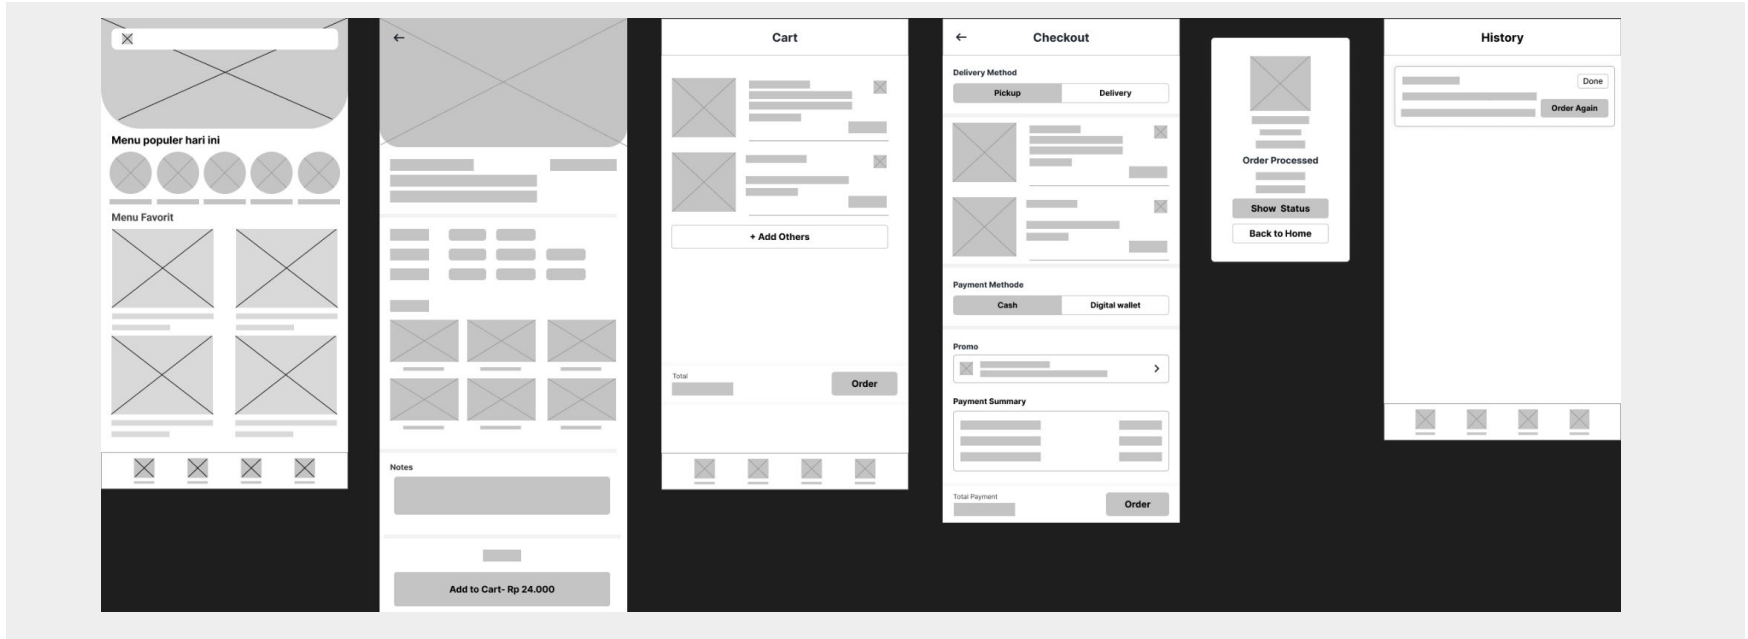 Menu populer hari ini
Menu Favorit
Notes
Add to Cart- Rp 24.000
Cart
+ Add Others
Total
Order
Checkout
Delivery Method
Pickup
Delivery
Payment Methode
Cash
Digital wallet
Promo
Payment Summary
Total Payment
Order
Order Processed
Show Status
Back to Home
History
Done
Order Again